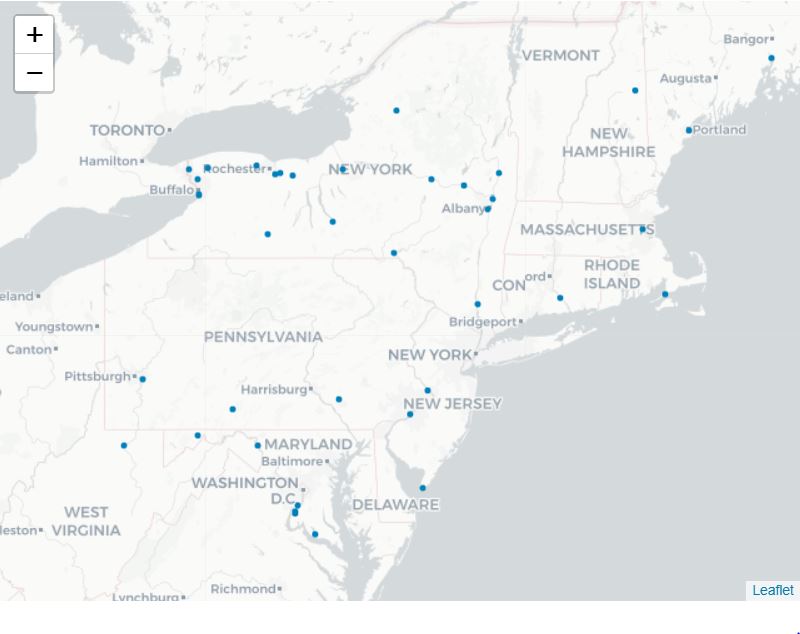 +
−
Bangor
VERMONT
Augusta
TORONTO
Portland
NEW
HAMPSHIRE
Hamilton
Rochester
NEW YORK
Buffalo
Albany
MASSACHUSETTS
RHODE
ISLAND
ord
CON
eland
Bridgeport
Youngstown
PENNSYLVANIA
Canton
NEW YORK
Pittsburgh
Harrisburg
NEW JERSEY
MARYLAND
Baltimore
WASHINGTON
D.C.
DELAWARE
WEST
VIRGINIA
leston
Richmond
Lynchburg
Leaflet